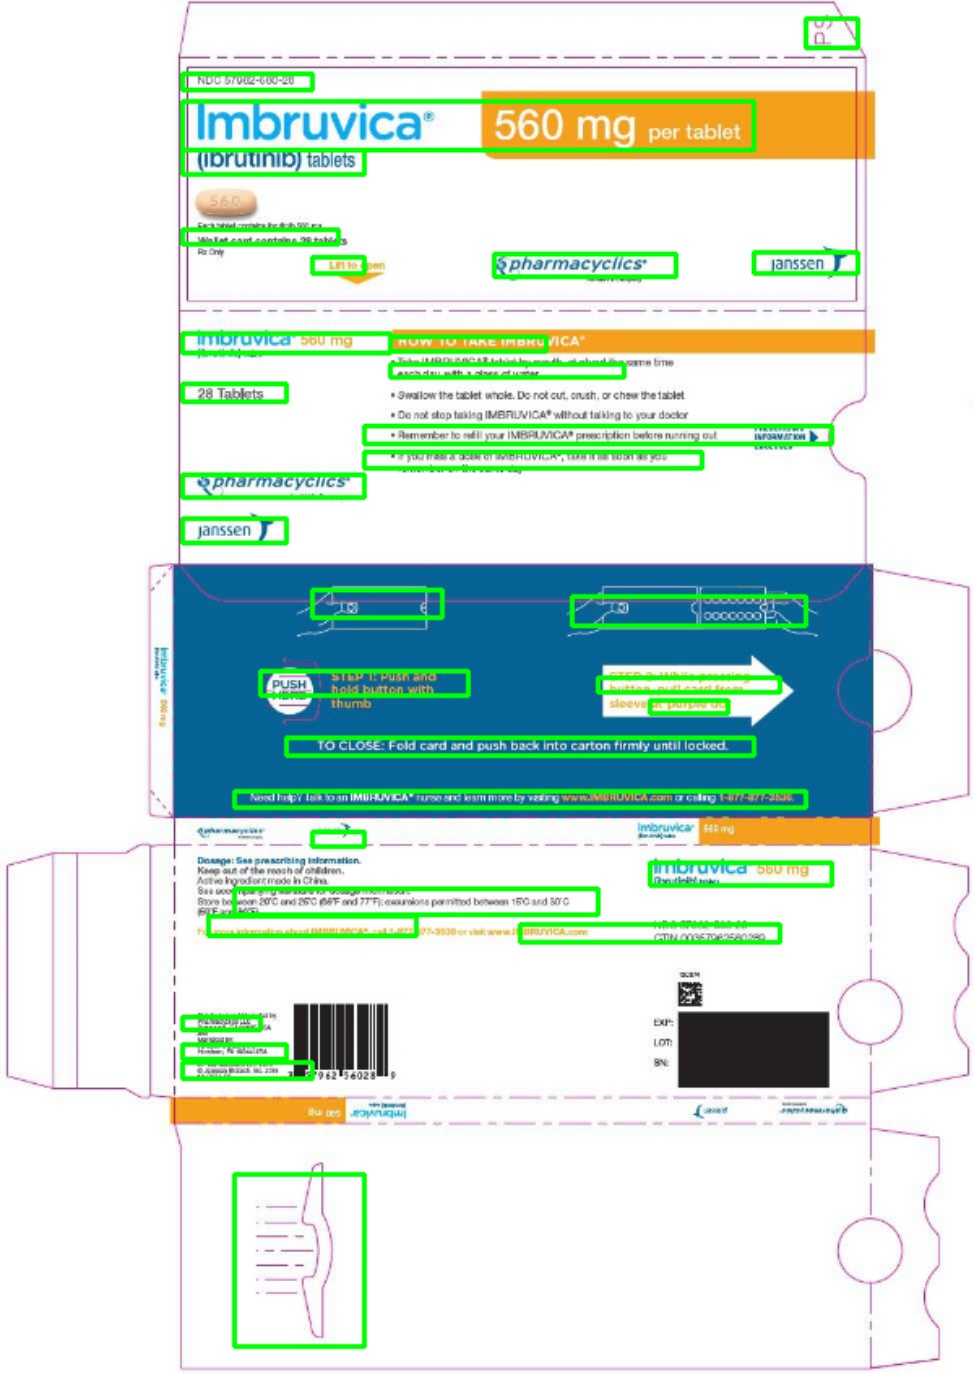 PS
NDC 57962-560-28
Imbruvica® 560 mg per tablet
(ibrutinib) tablets
560
Each tablet contains ibrutinib 560 mg
Wallet card contains 28 tablets
Rx Only
Lift to open
pharmacyclics®
janssen
imbruvica® 560 mg
HOW TO TAKE IMBRUVICA®
(ibrutinib) tablets
• Take IMBRUVICA® tablet by mouth, at about the same time
each day, with a glass of water
28 Tablets
• Swallow the tablet whole. Do not cut, crush, or chew the tablet
• Do not stop taking IMBRUVICA® without talking to your doctor
• Remember to refill your IMBRUVICA® prescription before running out
INFORMATION
• If you miss a dose of IMBRUVICA®, take it as soon as you
remember on the same day
pharmacyclics®
janssen
imbruvica® 560 mg
PUSH
HERE
STEP 1: Push and
hold button with
thumb
STEP 2: While pressing
button, pull card from
sleeve at purple
TO CLOSE: Fold card and push back into carton firmly until locked.
Need help? Talk to an IMBRUVICA® nurse and learn more by visiting www.IMBRUVICA.com or calling 1-877-877-3536.
pharmacyclics®
imbruvica® 560 mg
Dosage: See prescribing information.
Keep out of the reach of children.
Active ingredient made in China.
See accompanying literature for dosage information.
Store between 20°C and 25°C (68°F and 77°F); excursions permitted between 15°C and 30°C
(59°F and 86°F).
For more information about IMBRUVICA®, call 1-877-877-3536 or visit www.IMBRUVICA.com
imbruvica® 560 mg
(ibrutinib) tablets
NDC 57962-560-28
GTIN 00357962560289
EXP:
LOT:
SN:
Pharmacyclics LLC
Horsham, PA
© Janssen Biotech, Inc.
3 57962 56028 9
560 mg
imbruvica®
janssen
pharmacyclics®